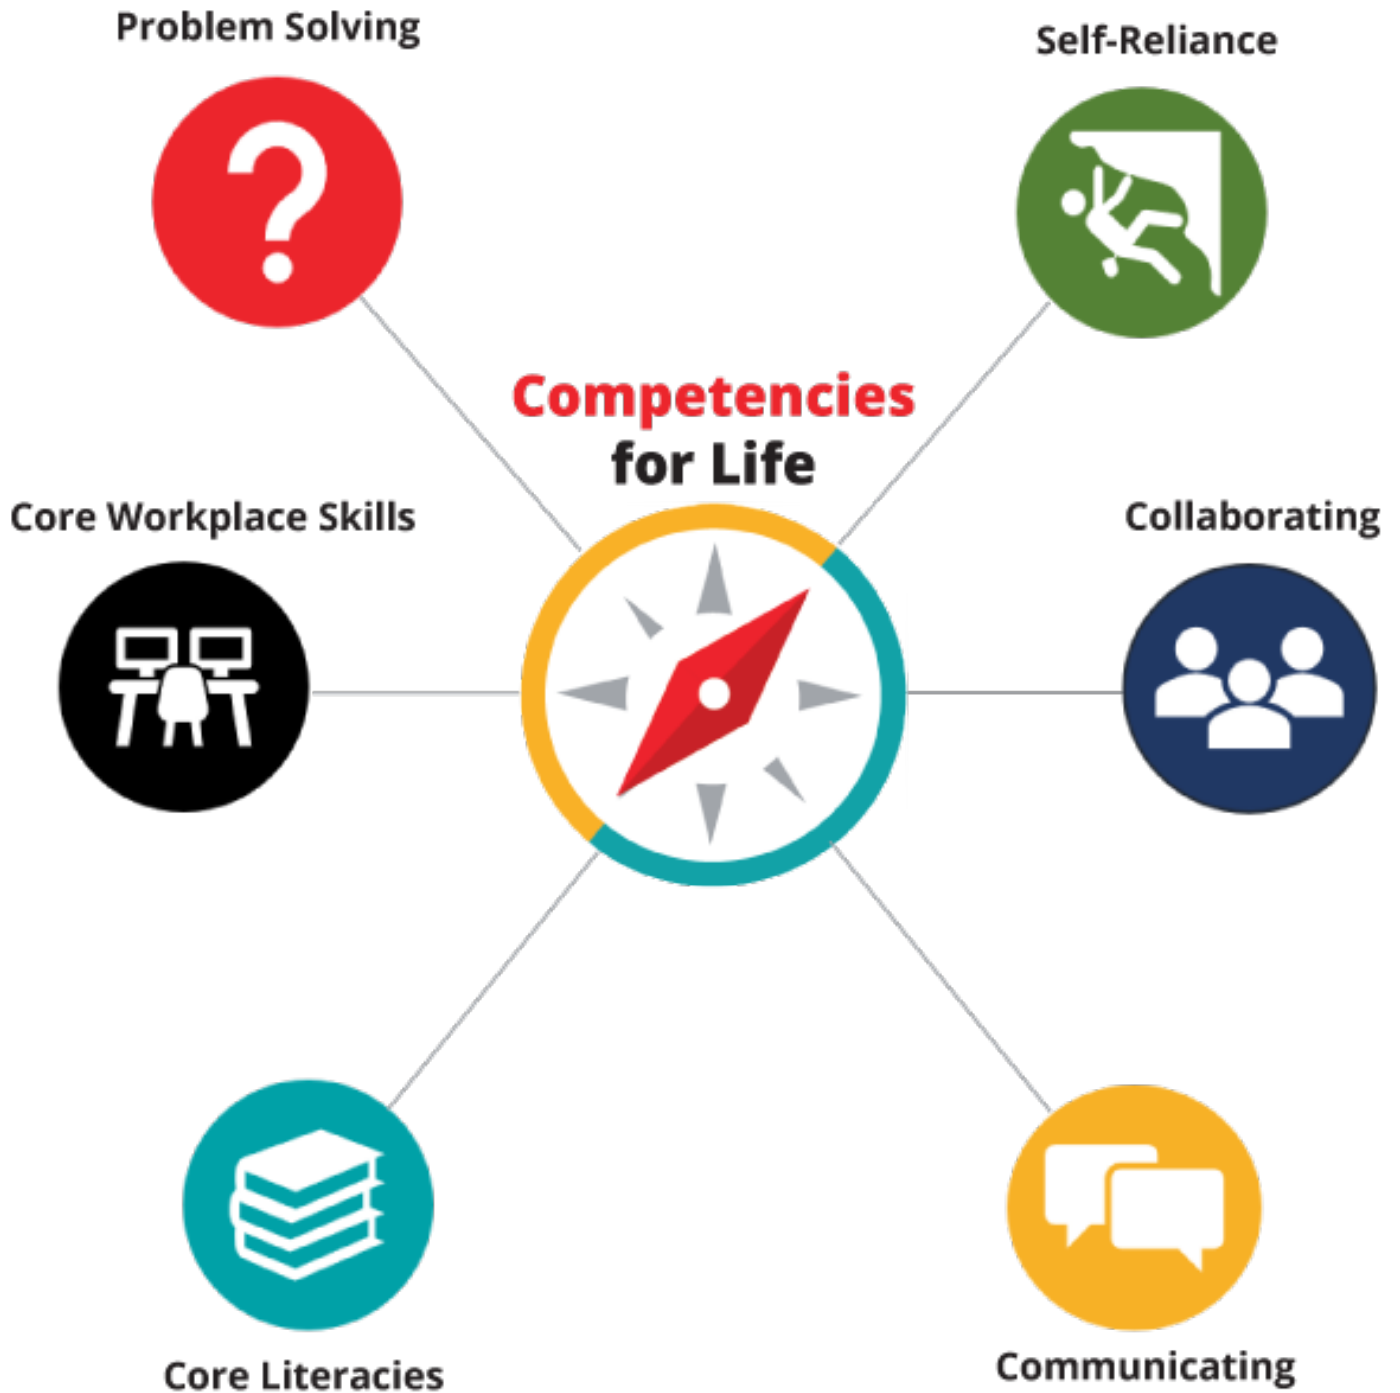 Problem Solving
Self-Reliance
Competencies
for Life
Core Workplace Skills
Collaborating
Core Literacies
Communicating